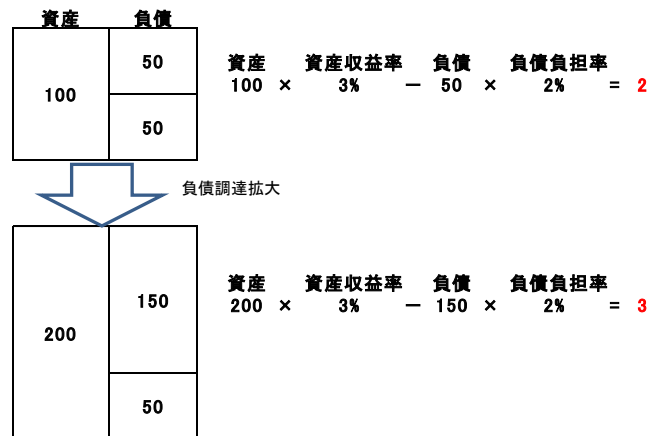 資産 負債
100
50
50
資産 資産収益率 負債 負債負担率
100 × 3% － 50 × 2% = 2
負債調達拡大
200
150
50
資産 資産収益率 負債 負債負担率
200 × 3% － 150 × 2% = 3